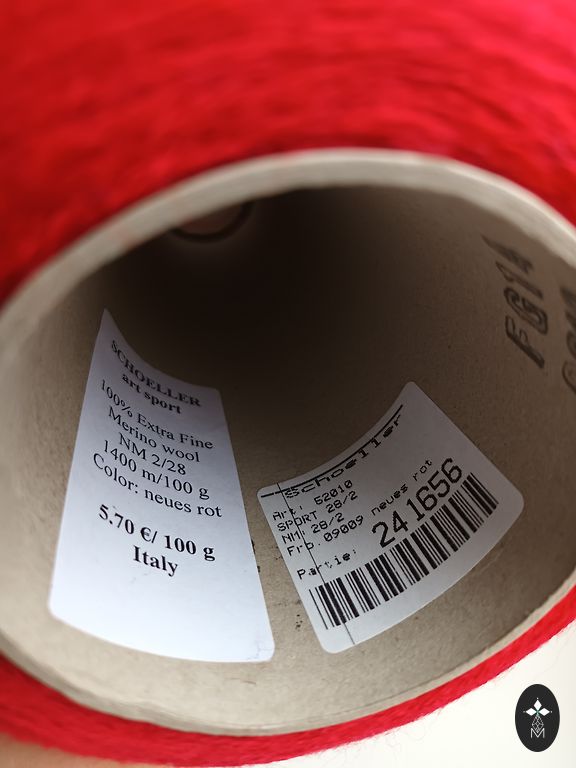 SCHOELLER
art sport
100% Extra Fine
Merino wool
NM 2/28
1400 m/100 g
Color: neues rot
5.70 €/ 100 g
Italy
Schoeller
Art: 52010
SPORT 28/2
NM: 28/2
Frb. 09009 neues rot
Partie: 241656
FG14
M